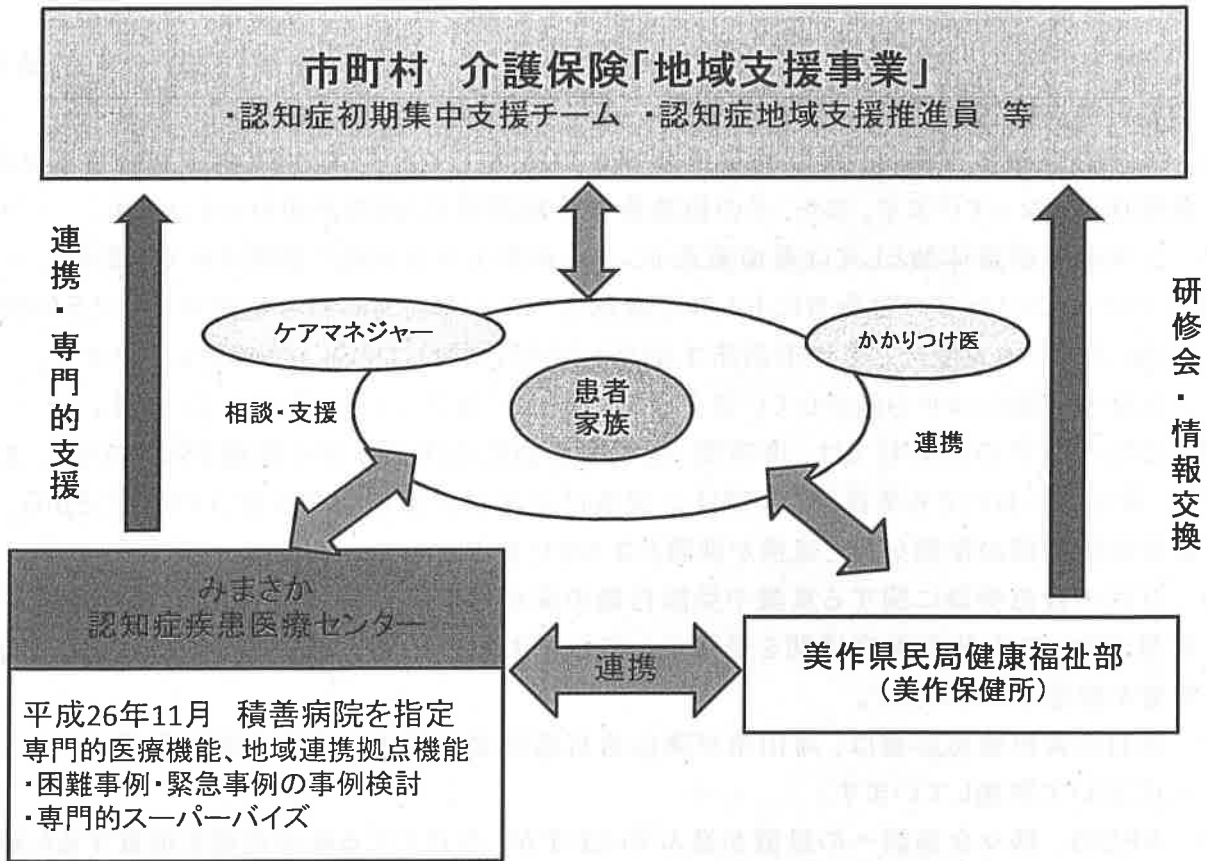 市町村　介護保険「地域支援事業」
・認知症初期集中支援チーム　・認知症地域支援推進員　等
連携・専門的支援
研修会・情報交換
ケアマネジャー
かかりつけ医
患者
家族
相談・支援
連携
みまさか
認知症疾患医療センター
連携
美作県民局健康福祉部
（美作保健所）
平成26年11月　積善病院を指定
専門的医療機能、地域連携拠点機能
・困難事例・緊急事例の事例検討
・専門的スーパーバイズ